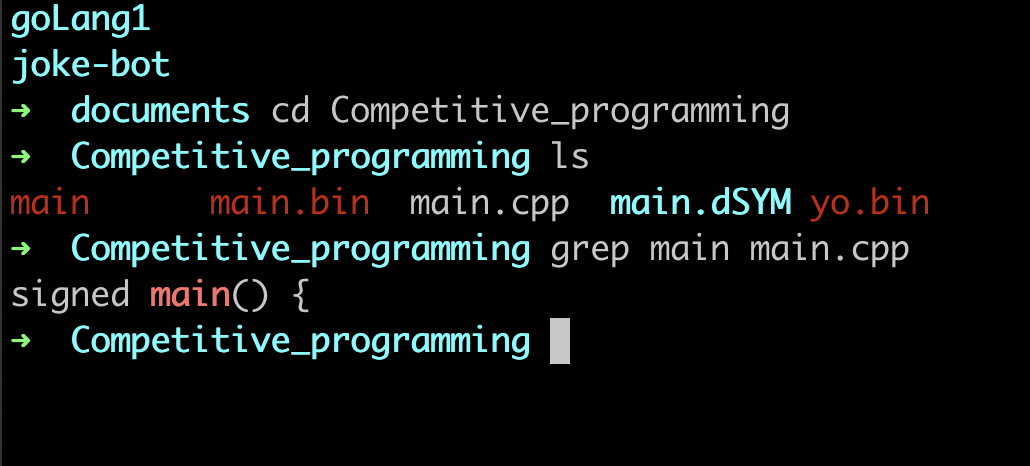 goLang1
joke-bot
➜ documents cd Competitive_programming
➜ Competitive_programming ls
main main.bin main.cpp main.dSYM yo.bin
➜ Competitive_programming grep main main.cpp
signed main() {
➜ Competitive_programming